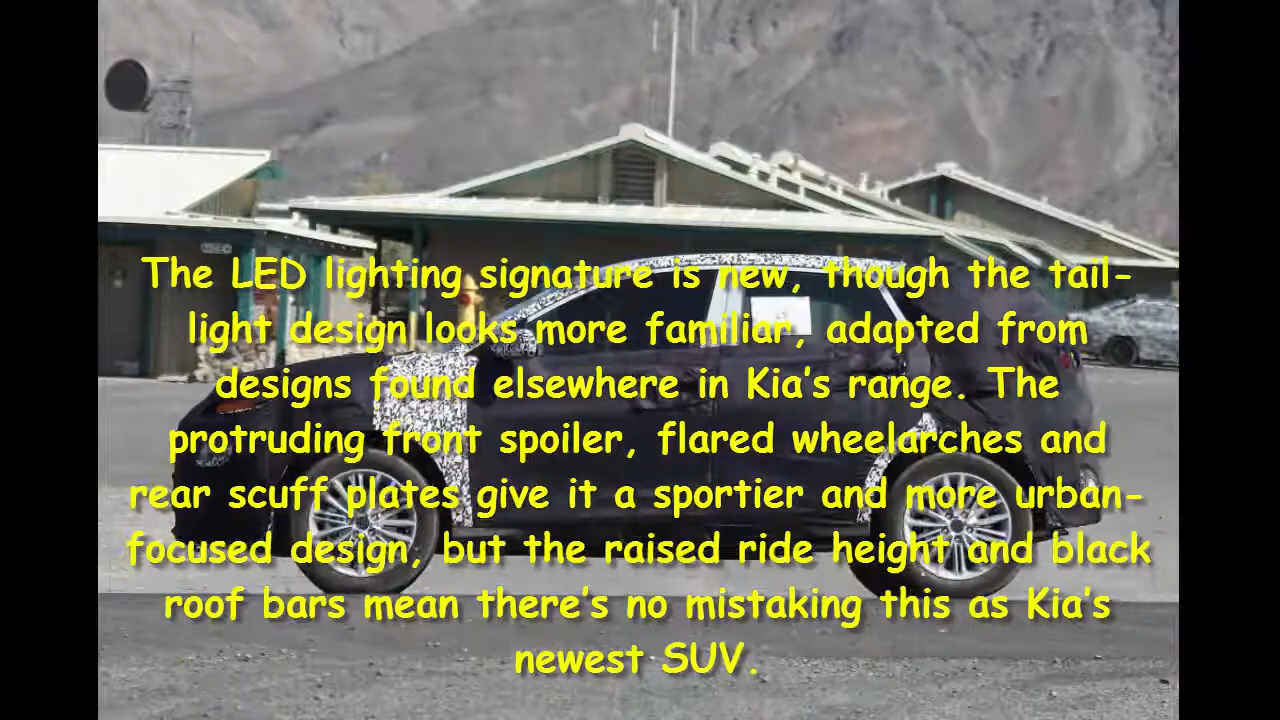 The LED lighting signature is new, though the tail-
light design looks more familiar, adapted from
designs found elsewhere in Kia's range. The
protruding front spoiler, flared wheelarches and
rear scuff plates give it a sportier and more urban-
focused design, but the raised ride height and black
roof bars mean there's no mistaking this as Kia's
newest SUV.